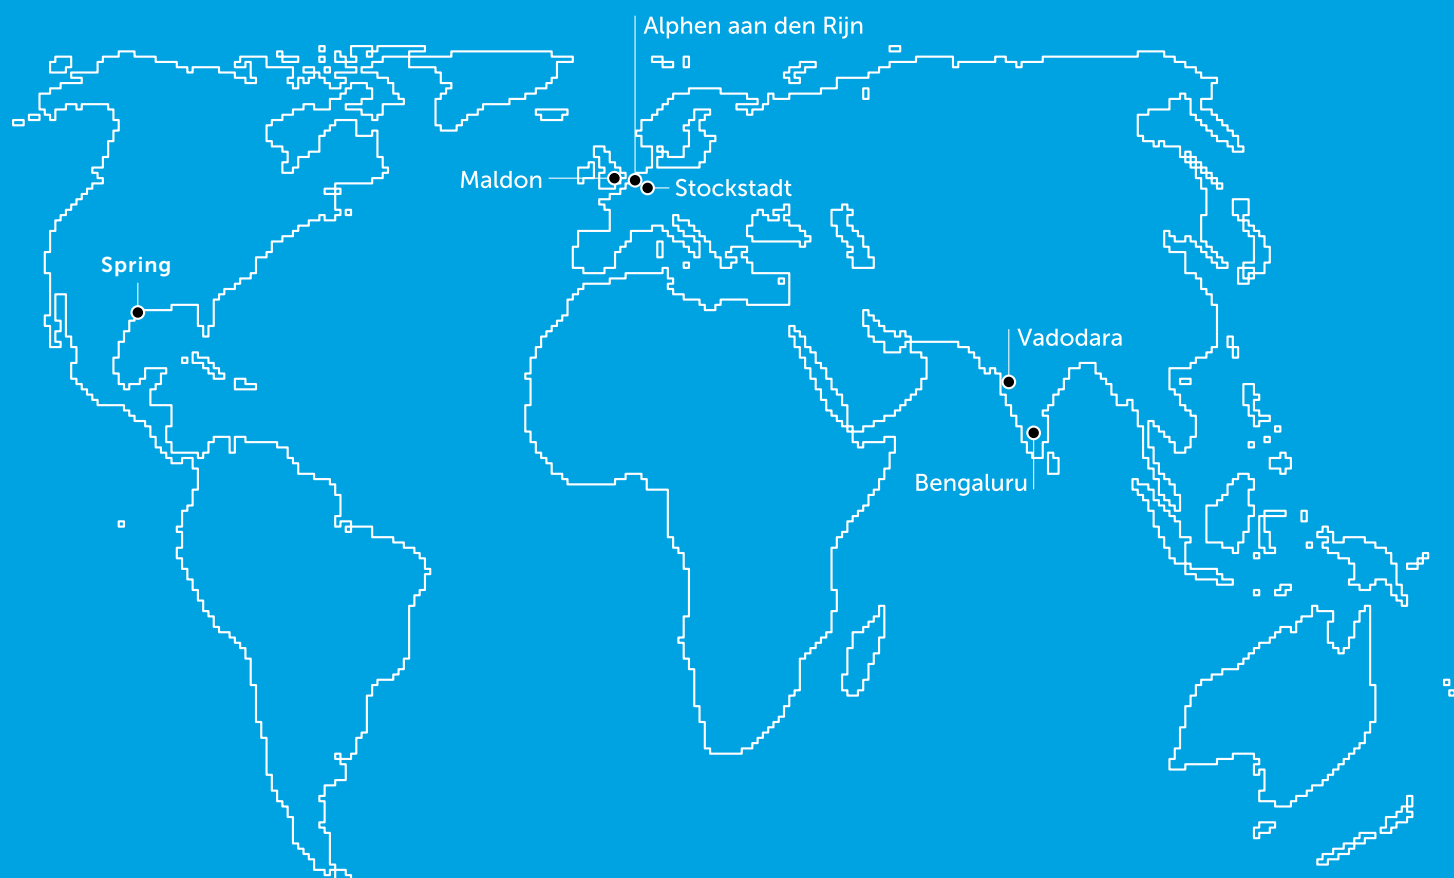 Alphen aan den Rijn
Maldon
Stockstadt
Spring
Vadodara
Bengaluru